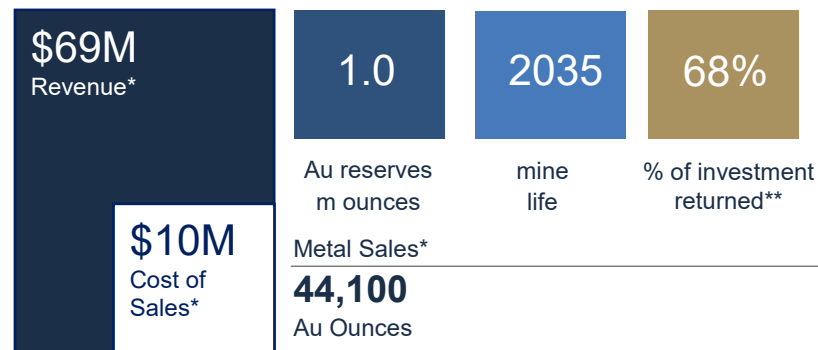 $69M
Revenue*
$10M
Cost of
Sales*
1.0
Au reserves
m ounces
2035
mine
life
68%
% of investment
returned**
Metal Sales*
44,100
Au Ounces